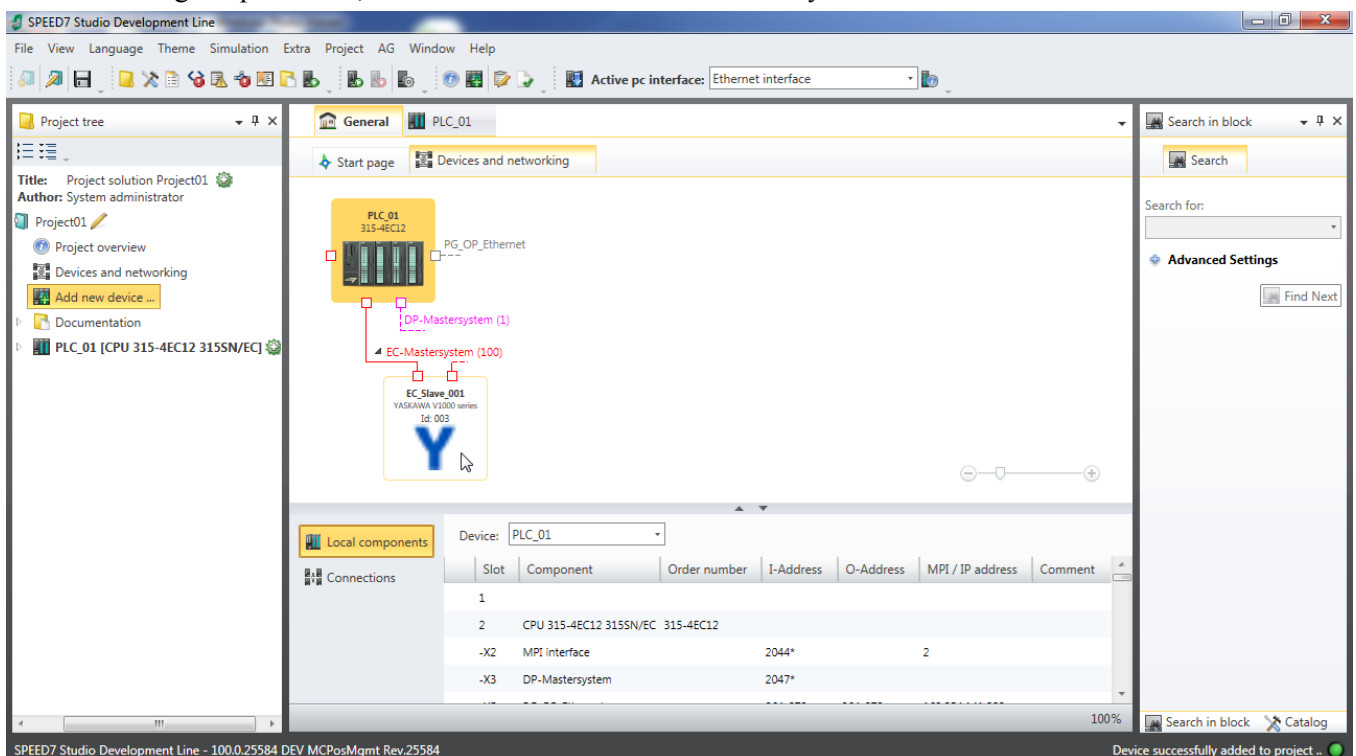 SPEED7 Studio Development Line
File View Language Theme Simulation Extra Project AG Window Help
Active pc interface: Ethernet interface
Project tree
Title: Project solution Project01
Author: System administrator
Project01
Project overview
Devices and networking
Add new device ...
Documentation
PLC_01 [CPU 315-4EC12 315SN/EC]
General PLC_01
Start page Devices and networking
PLC_01
315-4EC12
PG_OP_Ethernet
DP-Mastersystem (1)
EC-Mastersystem (100)
EC_Slave_001
YASKAWA V1000 series
Id: 003
Y
Local components
Connections
Device: PLC_01
Slot Component Order number I-Address O-Address MPI / IP address Comment
1
2 CPU 315-4EC12 315SN/EC 315-4EC12
-X2 MPI interface 2044* 2
-X3 DP-Mastersystem 2047*
100%
Search in block
Search
Search for:
Advanced Settings
Find Next
Search in block Catalog
SPEED7 Studio Development Line - 100.0.25584 DEV MCPosMgmt Rev.25584
Device successfully added to project ..